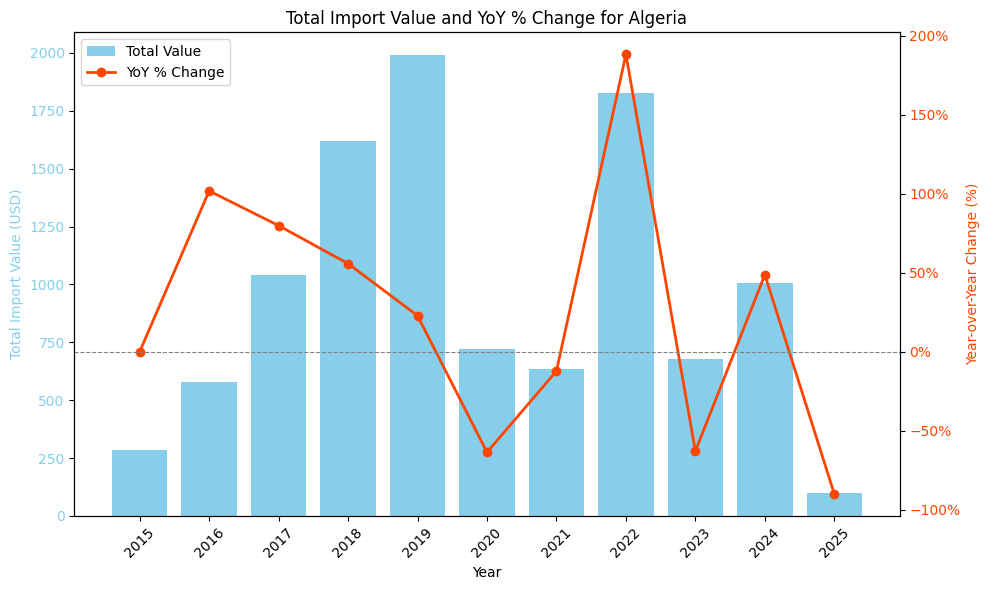 Total Import Value and YoY % Change for Algeria
Total Value
YoY % Change
2000
1750
1500
1250
1000
750
500
250
0
Total Import Value (USD)
200%
150%
100%
50%
0%
−50%
−100%
Year-over-Year Change (%)
2015 2016 2017 2018 2019 2020 2021 2022 2023 2024 2025
Year